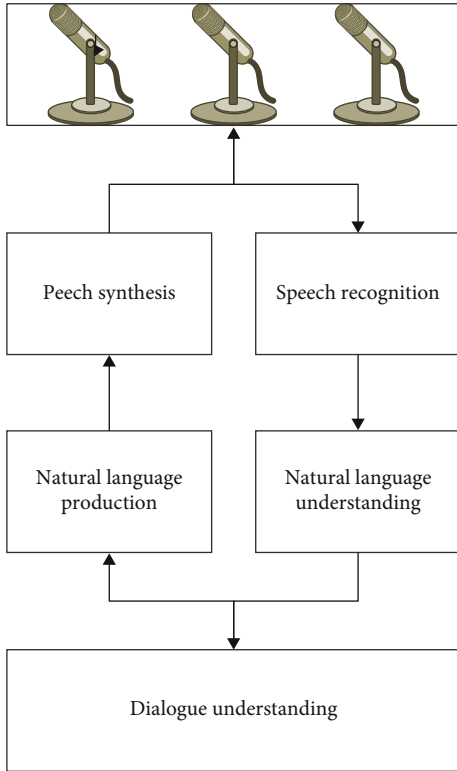 Peech synthesis
Speech recognition
Natural language
production
Natural language
understanding
Dialogue understanding